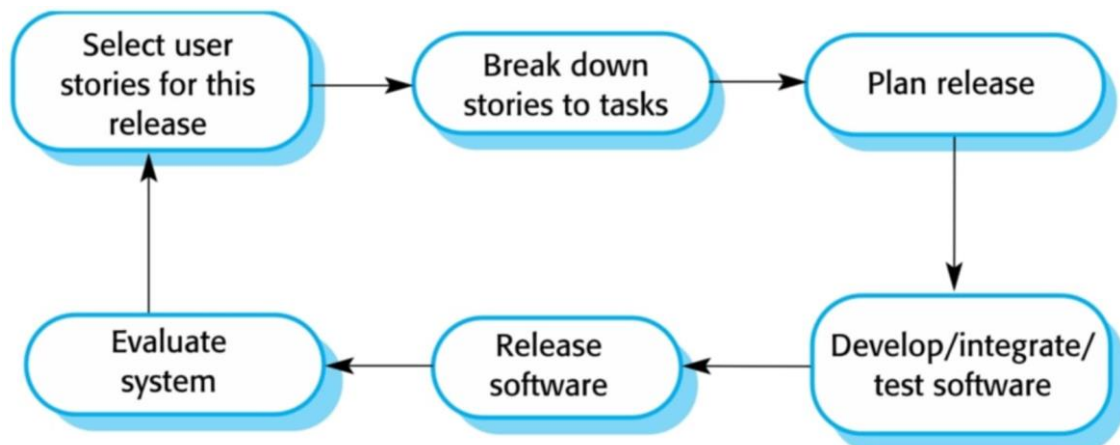 Select user
stories for this
release
Break down
stories to tasks
Plan release
Develop/integrate/
test software
Release
software
Evaluate
system